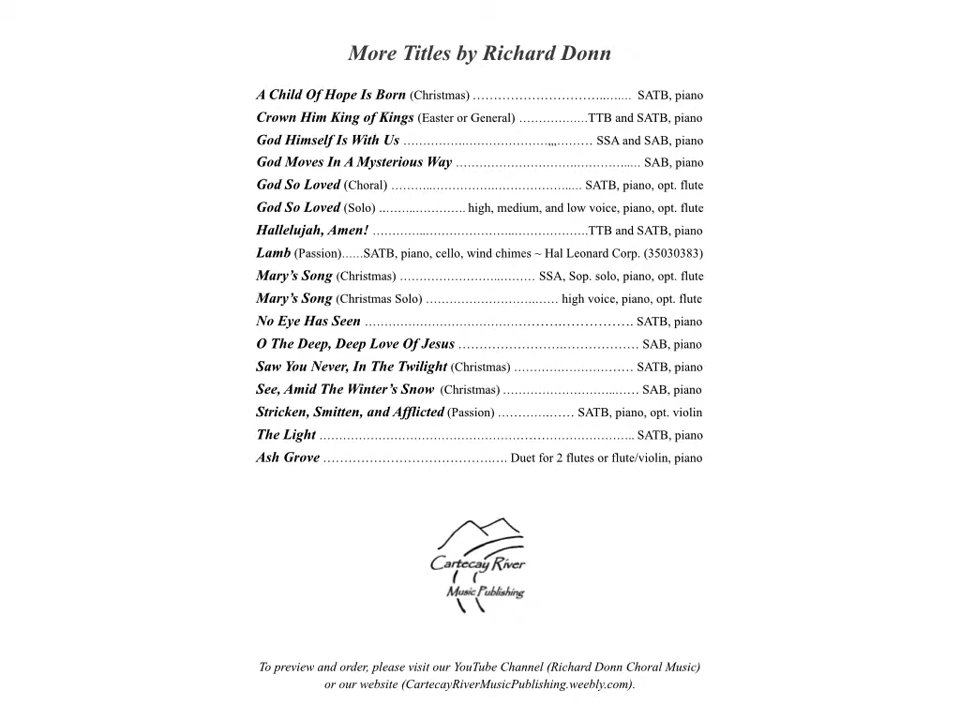 More Titles by Richard Donn
A Child Of Hope Is Born (Christmas) …………………………..…..… SATB, piano
Crown Him King of Kings (Easter or General) ……………..…TTB and SATB, piano
God Himself Is With Us …………..…………………,,,……… SSA and SAB, piano
God Moves In A Mysterious Way ……………………….…………...… SAB, piano
God So Loved (Choral) ………..…………….……………..… SATB, piano, opt. flute
God So Loved (Solo) ..……..…………. high, medium, and low voice, piano, opt. flute
Hallelujah, Amen! …………..………………..……………….TTB and SATB, piano
Lamb (Passion)……SATB, piano, cello, wind chimes ~ Hal Leonard Corp. (35030383)
Mary’s Song (Christmas) …………………...……… SSA, Sop. solo, piano, opt. flute
Mary’s Song (Christmas Solo) ……………………..…… high voice, piano, opt. flute
No Eye Has Seen ………………………………….……….……………. SATB, piano
O The Deep, Deep Love Of Jesus …………………….……………… SAB, piano
Saw You Never, In The Twilight (Christmas) ………………………… SATB, piano
See, Amid The Winter’s Snow (Christmas) ……………………...…… SAB, piano
Stricken, Smitten, and Afflicted (Passion) ………….…… SATB, piano, opt. violin
The Light …………………………………………………………………….. SATB, piano
Ash Grove ………………………………….…. Duet for 2 flutes or flute/violin, piano
Cartecay River
Music Publishing
To preview and order, please visit our YouTube Channel (Richard Donn Choral Music)
or our website (CartecayRiverMusicPublishing.weebly.com).